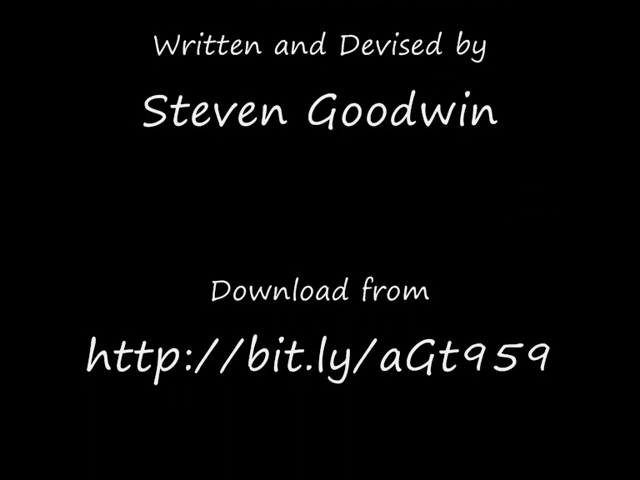 Written and Devised by
Steven Goodwin
Download from
http://bit.ly/aGt959